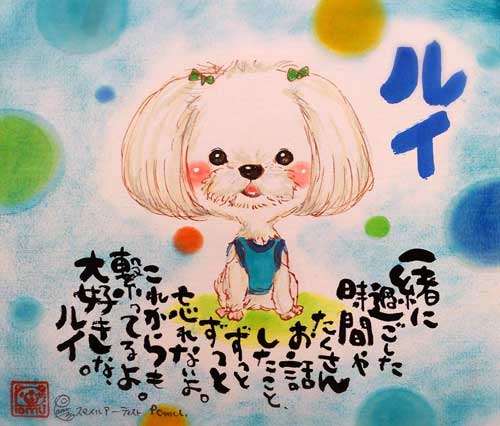 ルイ
一緒に
過ごした
時間や
たくさん
お話
したこと、
ずっと
ずっと
忘れないよ。
これからも
繋ってるよ。
大好きな、
ルイ
スマイルアーティスト Pomu.
Pomu